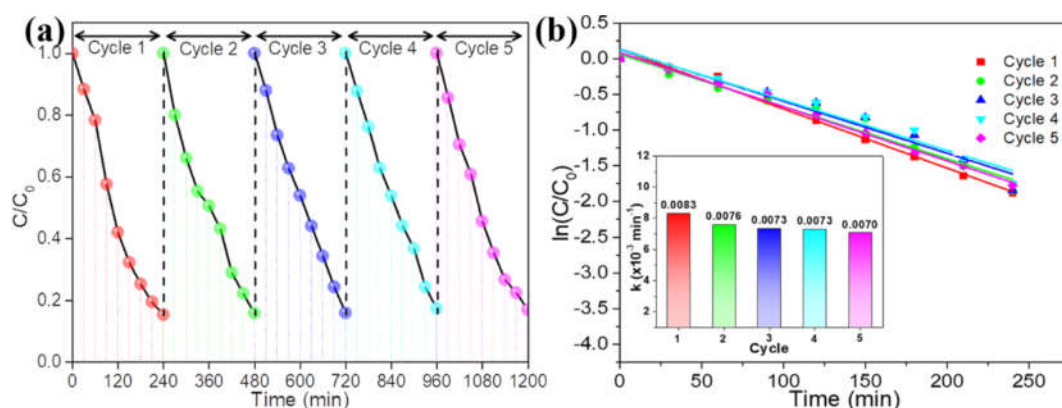 (a)
Cycle 1 Cycle 2 Cycle 3 Cycle 4 Cycle 5
1.0
0.8
0.6
0.4
0.2
0.0
C/C0
0 120 240 360 480 600 720 840 960 1080 1200
Time (min)
(b)
0.5
0.0
-0.5
-1.0
-1.5
-2.0
-2.5
-3.0
-3.5
-4.0
ln(C/C0)
Cycle 1
Cycle 2
Cycle 3
Cycle 4
Cycle 5
12
10
8
6
4
2
k (x10-3 min-1)
0.0083 0.0076 0.0073 0.0073 0.0070
1 2 3 4 5
Cycle
0 50 100 150 200 250
Time (min)